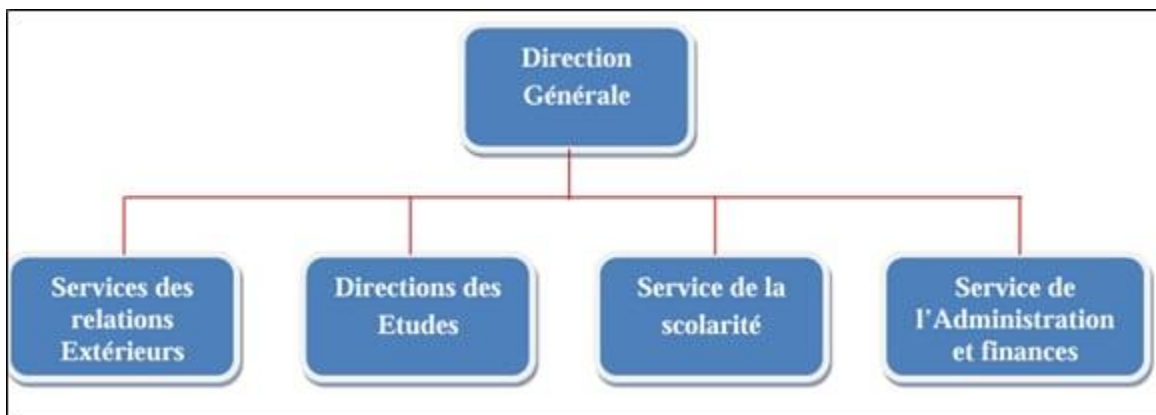 Direction
Générale
Services des
relations
Extérieurs
Directions des
Etudes
Service de la
scolarité
Service de
l'Administration
et finances